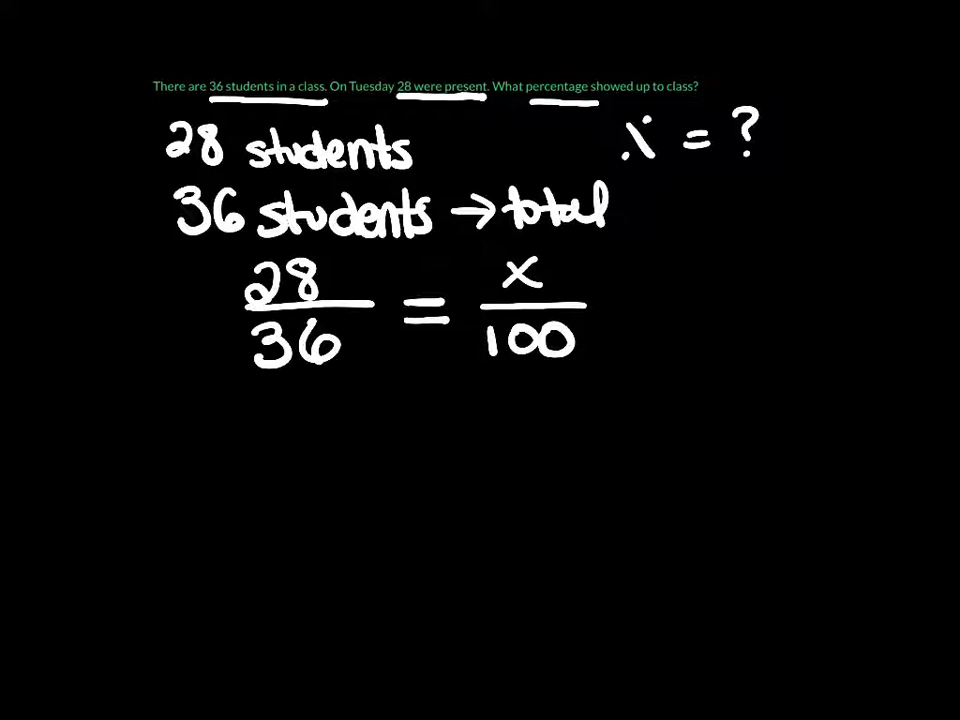 There are 36 students in a class. On Tuesday 28 were present. What percentage showed up to class?
28 students % = ?
36 students → total
28/36 = x/100